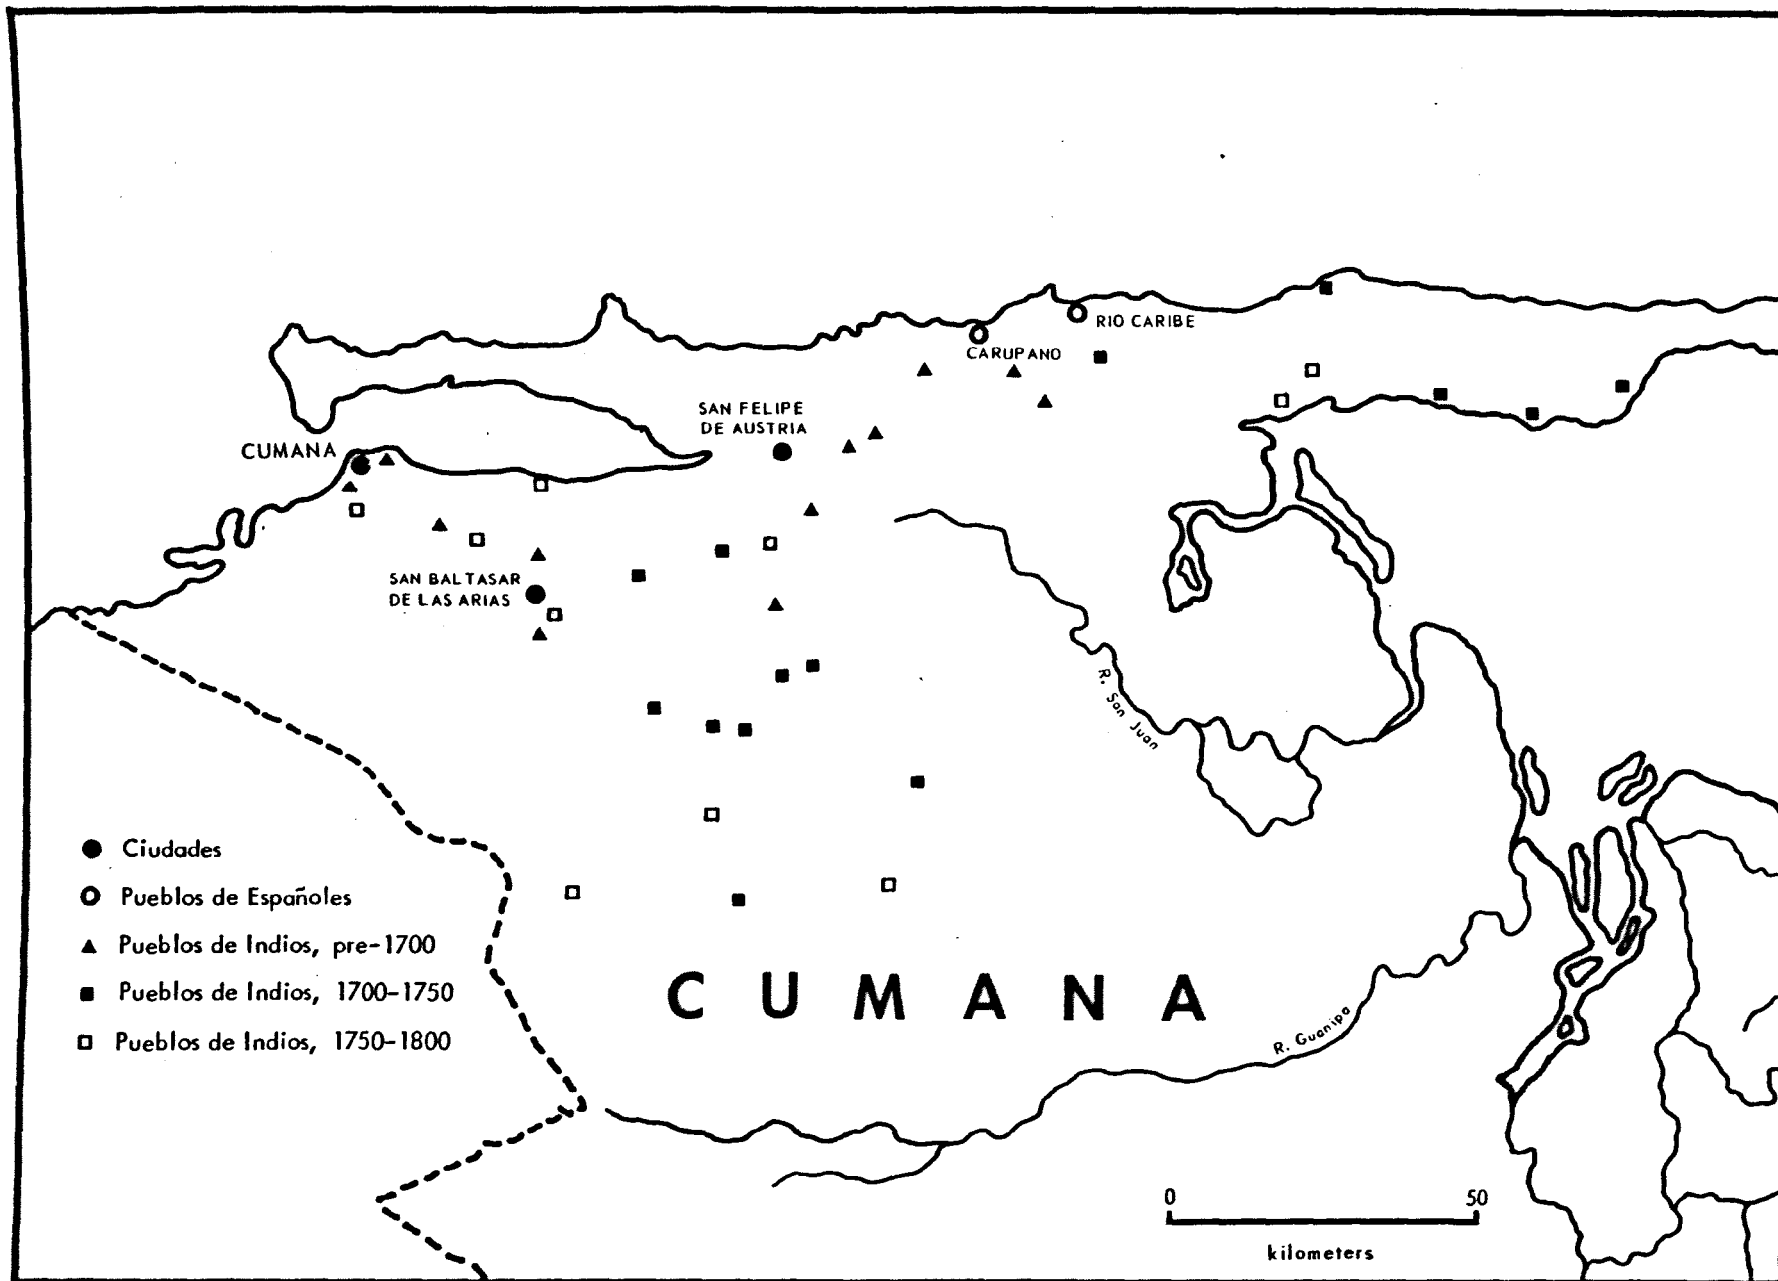 RIO CARIBE
CARUPANO
SAN FELIPE
DE AUSTRIA
CUMANA
SAN BALTASAR
DE LAS ARIAS
R. San Juan
Ciudades
Pueblos de Españoles
Pueblos de Indios, pre-1700
Pueblos de Indios, 1700-1750
Pueblos de Indios, 1750-1800
CUMANA
R. Guanipa
0 50
kilometers